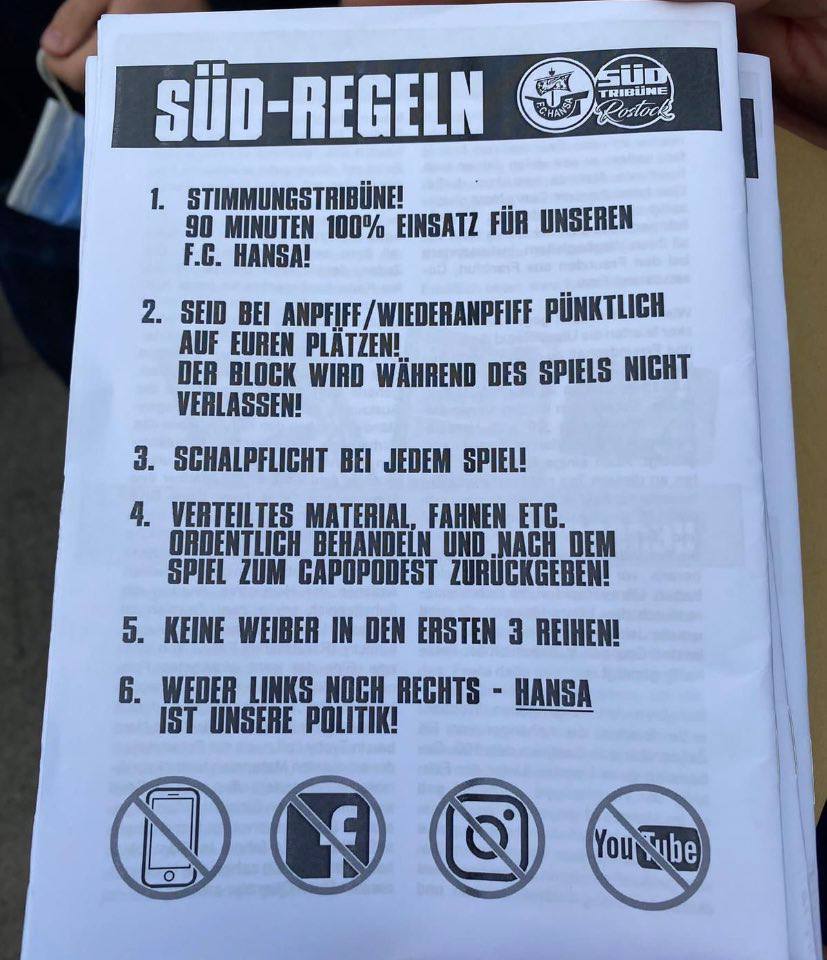 SÜD-REGELN
F.C. HANSA
SÜD
TRIBÜNE
Rostock
1. STIMMUNGSTRIBÜNE!
90 MINUTEN 100% EINSATZ FÜR UNSEREN
F.C. HANSA!
2. SEID BEI ANPFIFF/WIEDERANPFIFF PÜNKTLICH
AUF EUREN PLÄTZEN!
DER BLOCK WIRD WÄHREND DES SPIELS NICHT
VERLASSEN!
3. SCHALPFLICHT BEI JEDEM SPIEL!
4. VERTEILTES MATERIAL, FAHNEN ETC.
ORDENTLICH BEHANDELN UND NACH DEM
SPIEL ZUM CAPOPODEST ZURÜCKGEBEN!
5. KEINE WEIBER IN DEN ERSTEN 3 REIHEN!
6. WEDER LINKS NOCH RECHTS - HANSA
IST UNSERE POLITIK!
f
YouTube